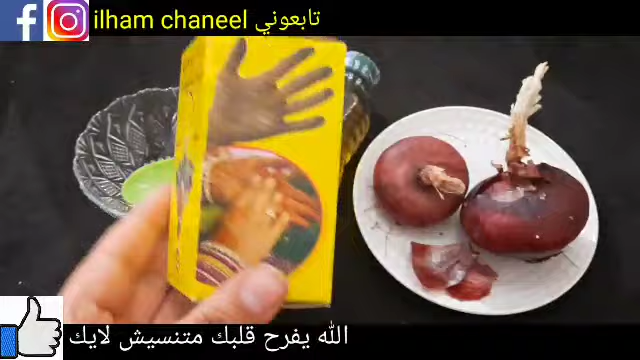 ilham chaneel تابعوني
الله يفرح قلبك متنسيش لايك